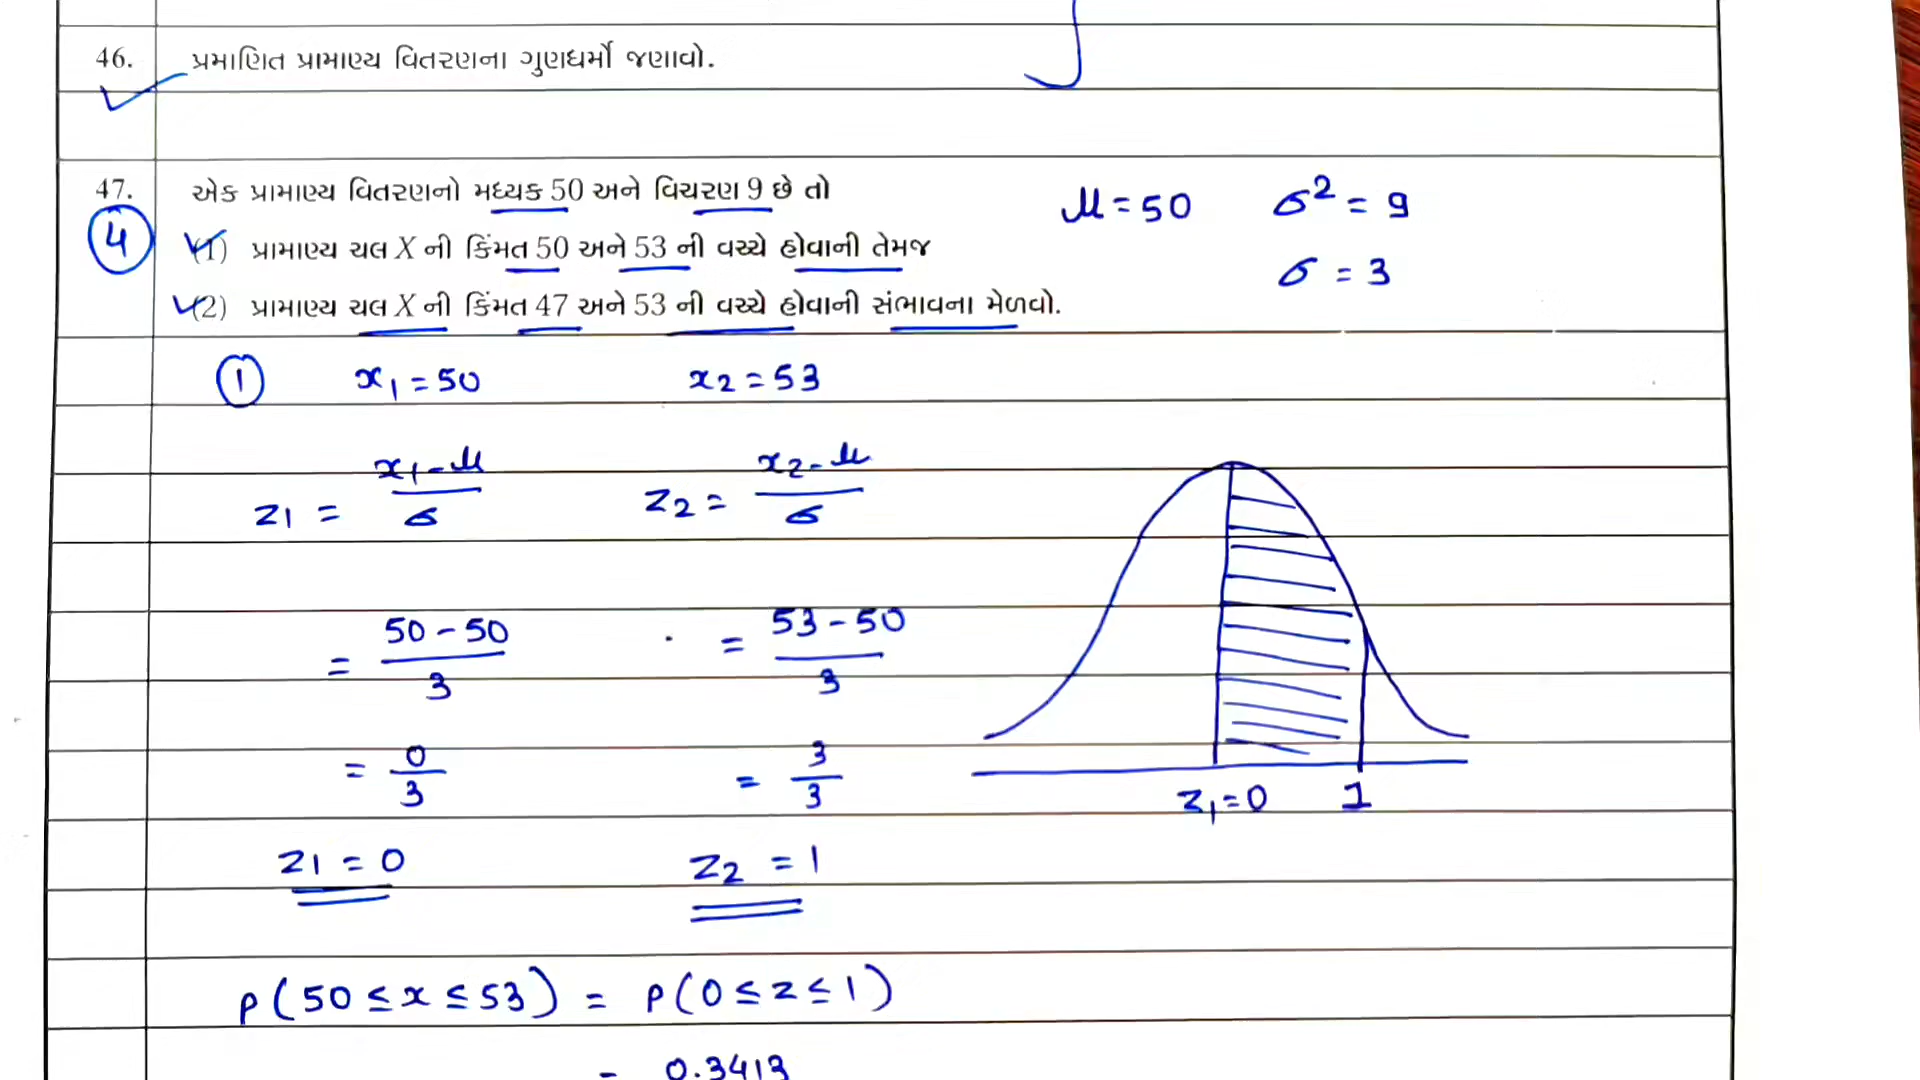 46. પ્રમાણિત પ્રામાણ્ય વિતરણના ગુણધર્મો જણાવો.
47. એક પ્રામાણ્ય વિતરણનો મધ્યક 50 અને વિચરણ 9 છે તો
μ = 50 σ² = 9
4
(1) પ્રામાણ્ય ચલ X ની કિંમત 50 અને 53 ની વચ્ચે હોવાની તેમજ
σ = 3
(2) પ્રામાણ્ય ચલ X ની કિંમત 47 અને 53 ની વચ્ચે હોવાની સંભાવના મેળવો.
① x₁ = 50 x₂ = 53
z₁ = (x₁ - μ)/σ z₂ = (x₂ - μ)/σ
= (50 - 50)/3 = (53 - 50)/3
= 0/3 = 3/3
z₁ = 0 1
z₁ = 0 z₂ = 1
P(50 ≤ x ≤ 53) = P(0 ≤ z ≤ 1)
= 0.3413